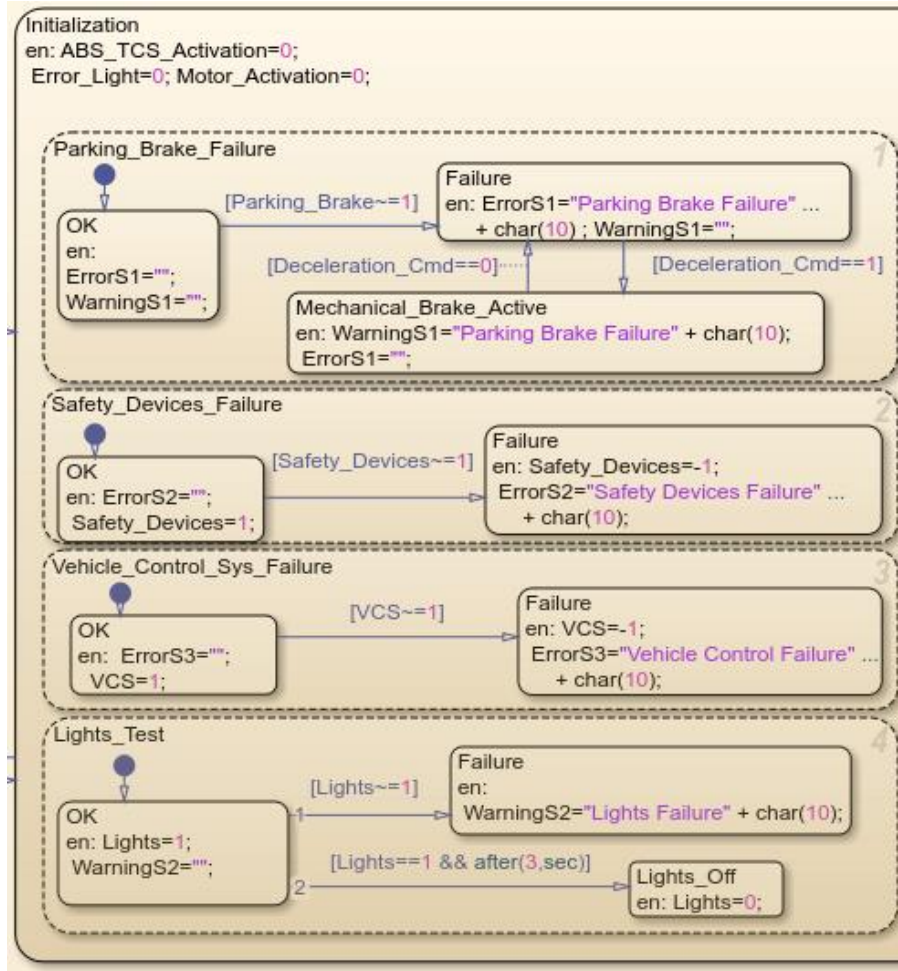 Initialization
en: ABS_TCS_Activation=0;
Error_Light=0; Motor_Activation=0;
Parking_Brake_Failure
1
OK
en:
ErrorS1="";
WarningS1="";
[Parking_Brake~=1]
Failure
en: ErrorS1="Parking Brake Failure" ...
+ char(10) ; WarningS1="";
[Deceleration_Cmd==0]
[Deceleration_Cmd==1]
Mechanical_Brake_Active
en: WarningS1="Parking Brake Failure" + char(10);
ErrorS1="";
Safety_Devices_Failure
2
OK
en: ErrorS2="";
Safety_Devices=1;
[Safety_Devices~=1]
Failure
en: Safety_Devices=-1;
ErrorS2="Safety Devices Failure" ...
+ char(10);
Vehicle_Control_Sys_Failure
3
OK
en: ErrorS3="";
VCS=1;
[VCS~=1]
Failure
en: VCS=-1;
ErrorS3="Vehicle Control Failure" ...
+ char(10);
Lights_Test
4
OK
en: Lights=1;
WarningS2="";
[Lights~=1]
1
Failure
en:
WarningS2="Lights Failure" + char(10);
[Lights==1 && after(3,sec)]
2
Lights_Off
en: Lights=0;